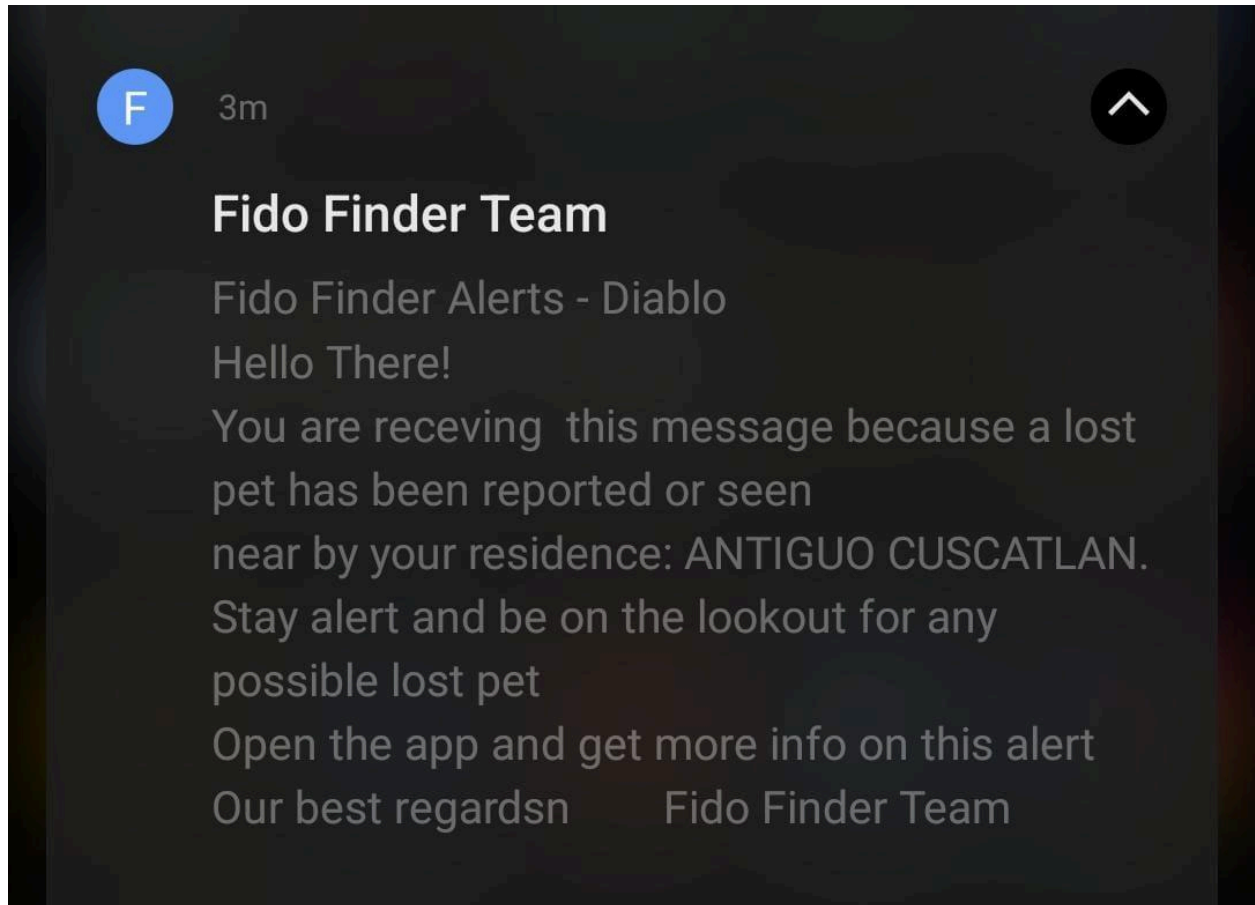 F 3m
Fido Finder Team
Fido Finder Alerts - Diablo
Hello There!
You are receving  this message because a lost
pet has been reported or seen
near by your residence: ANTIGUO CUSCATLAN.
Stay alert and be on the lookout for any
possible lost pet
Open the app and get more info on this alert
Our best regardsn       Fido Finder Team